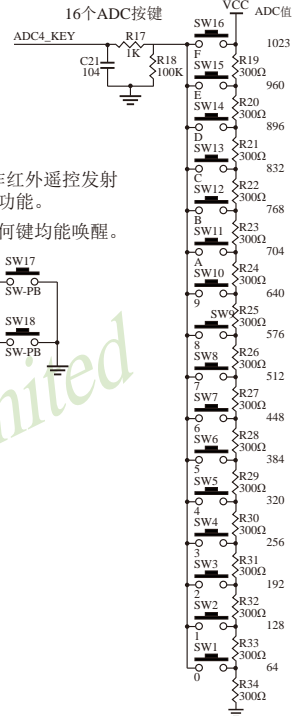 16个ADC按键
VCC ADC值
ADC4_KEY
R17
1K
C21
104
R18
100K
SW16
F
1023
R19
300Ω
SW15
E
960
R20
300Ω
SW14
D
896
R21
300Ω
SW13
C
832
R22
300Ω
SW12
B
768
R23
300Ω
SW11
A
704
R24
300Ω
SW10
9
640
R25
300Ω
SW9
8
576
R26
300Ω
SW8
7
512
R27
300Ω
SW7
6
448
R28
300Ω
SW6
5
384
R29
300Ω
SW5
4
320
R30
300Ω
SW4
3
256
R31
300Ω
SW3
2
192
R32
300Ω
SW2
1
128
R33
300Ω
SW1
0
64
R34
300Ω
红外遥控发射
功能。
何键均能唤醒。
SW17
SW-PB
SW18
SW-PB
nited